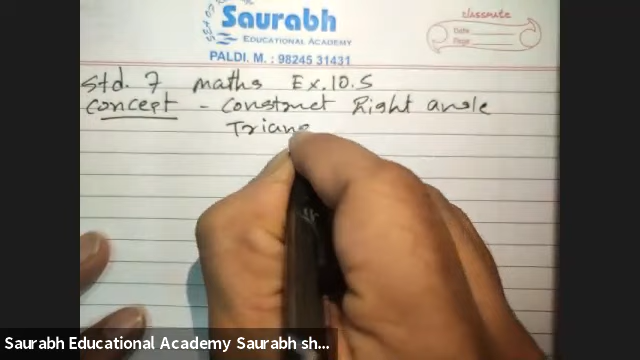 Saurabh
EDUCATIONAL ACADEMY
PALDI. M. : 98245 31431
classmate
Date
Page
Std. 7 maths Ex.10.5
Concept - Construct Right angle
Triang
Saurabh Educational Academy Saurabh sh...